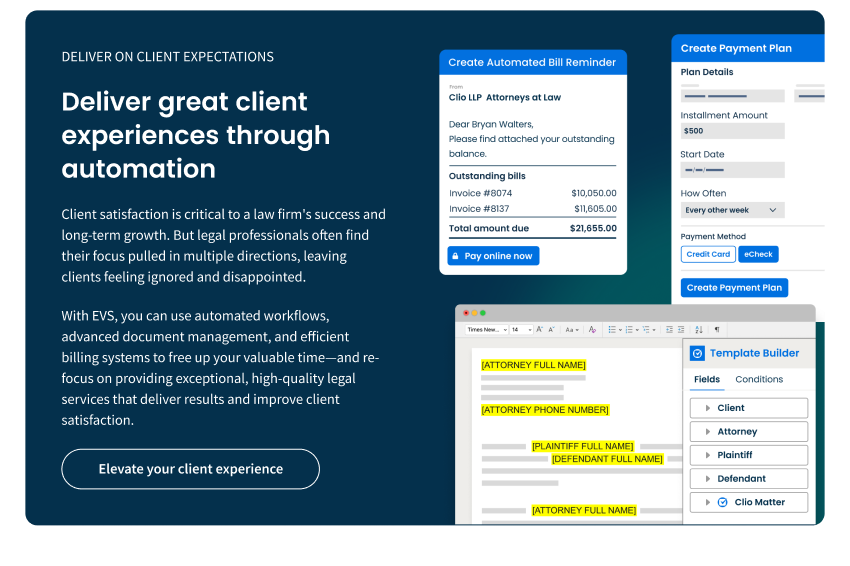 DELIVER ON CLIENT EXPECTATIONS
Deliver great client
experiences through
automation
Client satisfaction is critical to a law firm's success and
long-term growth. But legal professionals often find
their focus pulled in multiple directions, leaving
clients feeling ignored and disappointed.
With EVS, you can use automated workflows,
advanced document management, and efficient
billing systems to free up your valuable time—and re-
focus on providing exceptional, high-quality legal
services that deliver results and improve client
satisfaction.
Elevate your client experience
Create Automated Bill Reminder
From
Clio LLP Attorneys at Law
Dear Bryan Walters,
Please find attached your outstanding
balance.
Outstanding bills
Invoice #8074 $10,050.00
Invoice #8137 $11,605.00
Total amount due $21,655.00
Pay online now
Create Payment Plan
Plan Details
Installment Amount
$500
Start Date
How Often
Every other week
Payment Method
Credit Card eCheck
Create Payment Plan
Times New... 14 A A Aa A
[ATTORNEY FULL NAME]
[ATTORNEY PHONE NUMBER]
[PLAINTIFF FULL NAME]
[DEFENDANT FULL NAME]
[ATTORNEY FULL NAME]
Template Builder
Fields Conditions
Client
Attorney
Plaintiff
Defendant
Clio Matter